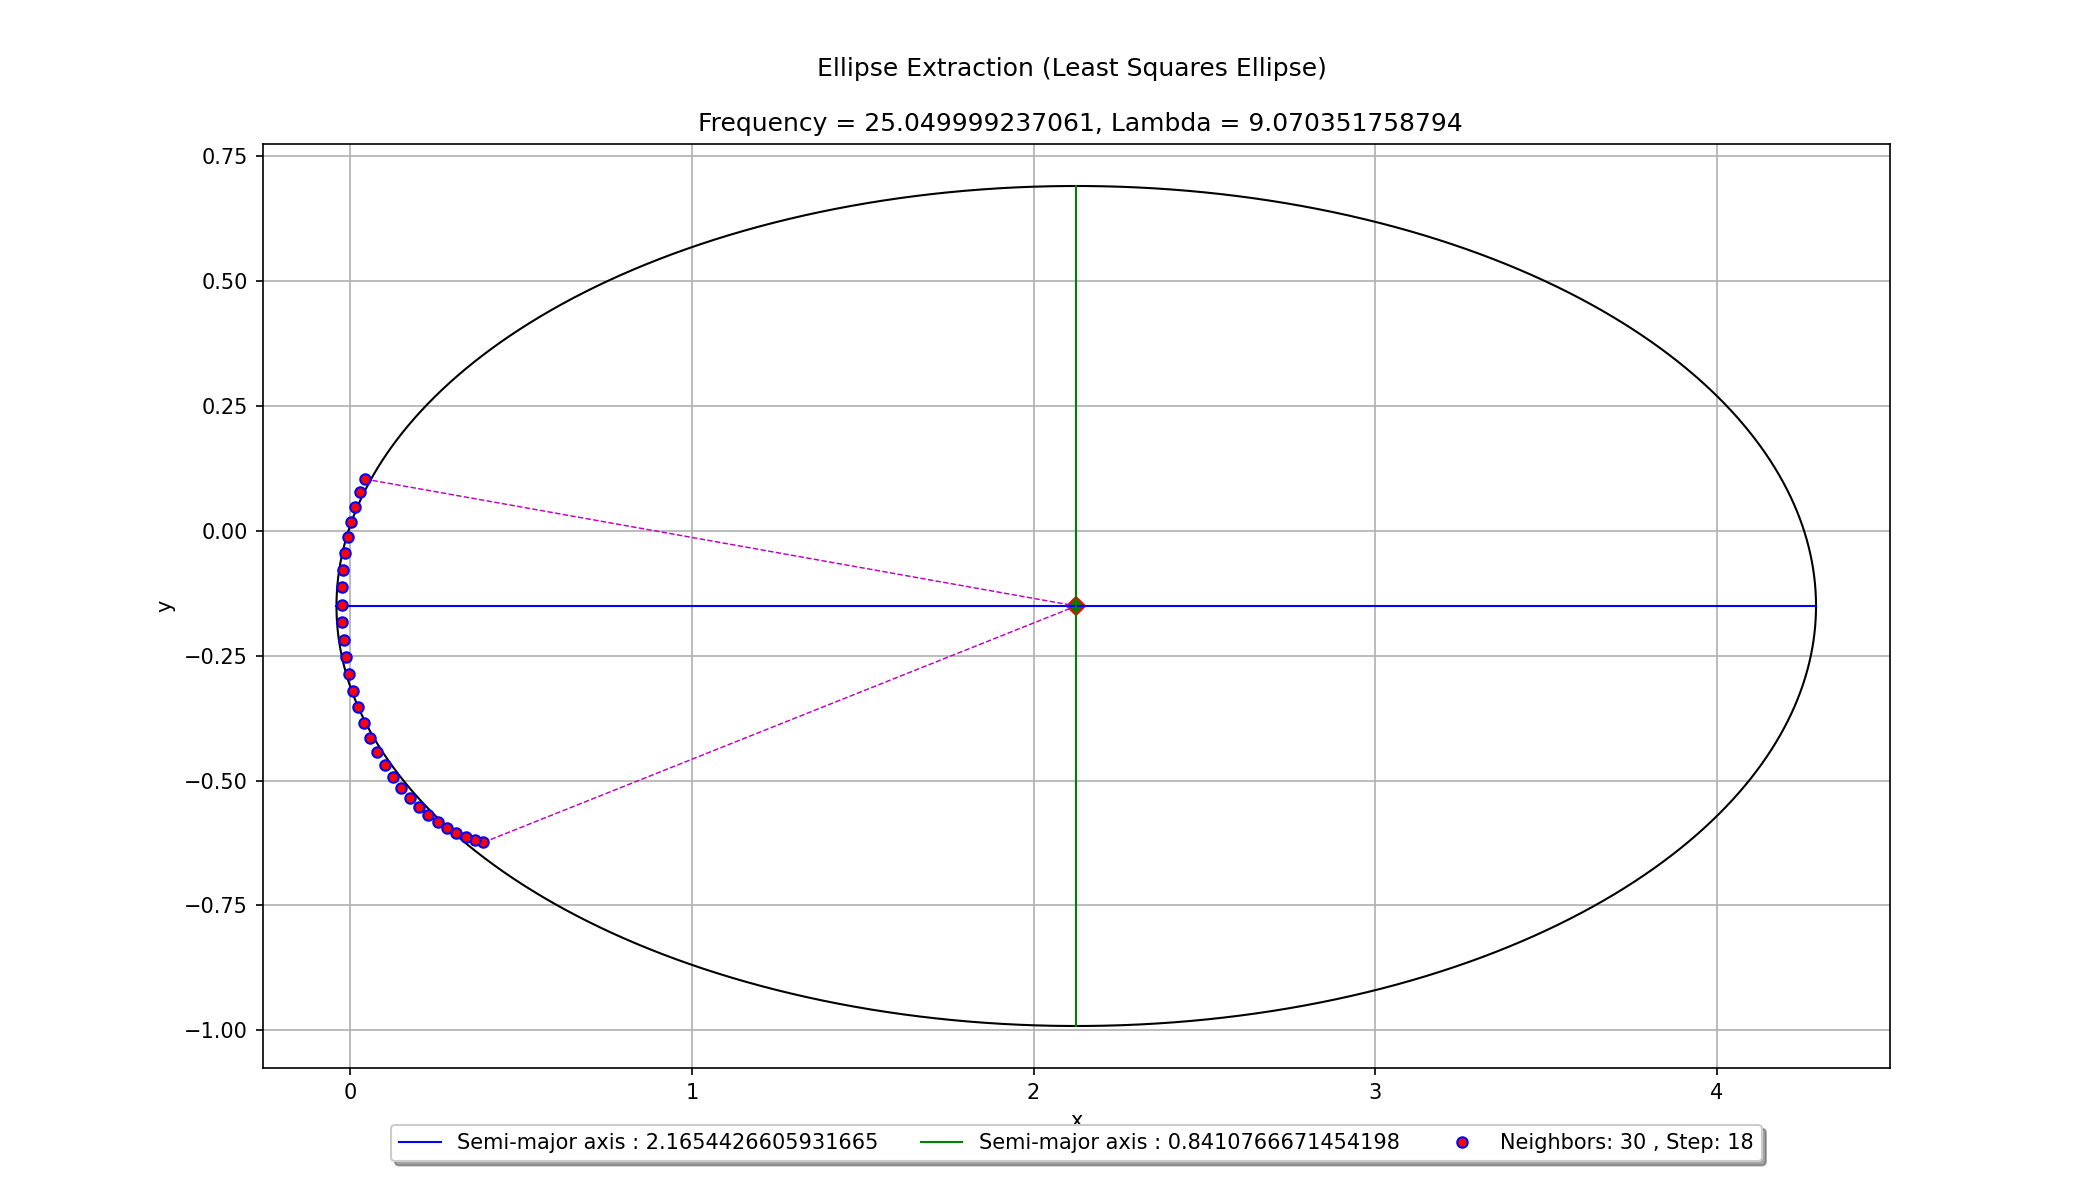 Ellipse Extraction (Least Squares Ellipse)
Frequency = 25.049999237061, Lambda = 9.070351758794
0.75
0.50
0.25
0.00
−0.25
−0.50
−0.75
−1.00
y
0 1 2 3 4
x
Semi-major axis : 2.1654426605931665 Semi-major axis : 0.8410766671454198 Neighbors: 30 , Step: 18